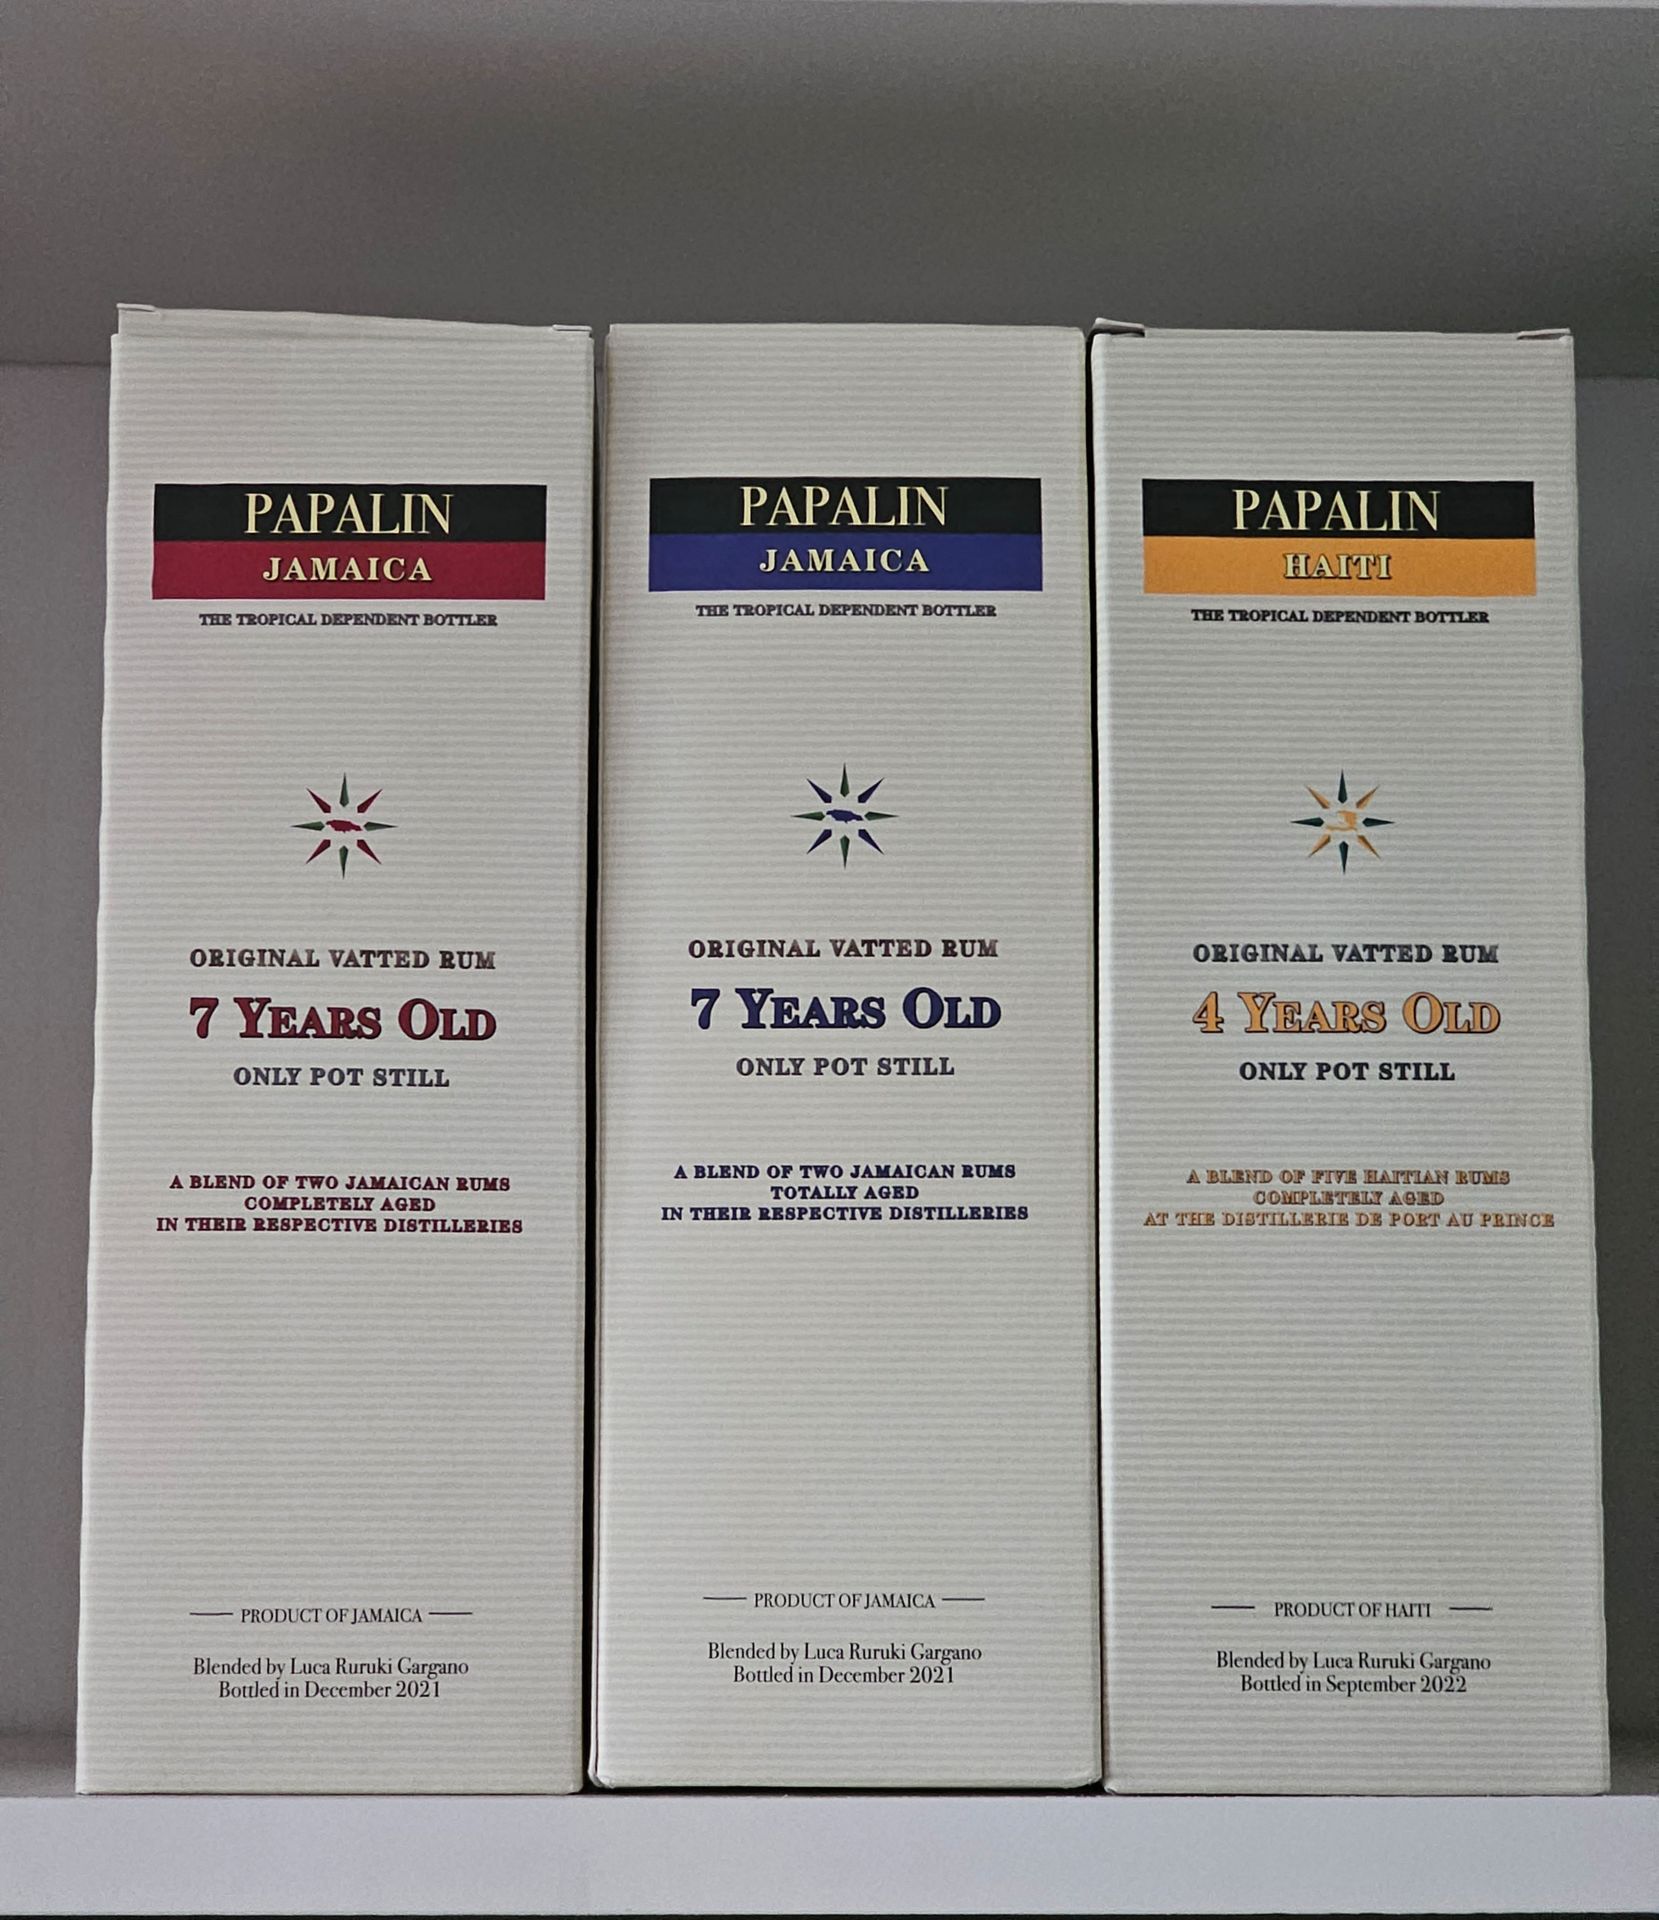 PAPALIN
JAMAICA
THE TROPICAL DEPENDENT BOTTLER
ORIGINAL VATTED RUM
7 YEARS OLD
ONLY POT STILL
A BLEND OF TWO JAMAICAN RUMS
COMPLETELY AGED
IN THEIR RESPECTIVE DISTILLERIES
PRODUCT OF JAMAICA
Blended by Luca Ruruki Gargano
Bottled in December 2021
PAPALIN
JAMAICA
THE TROPICAL DEPENDENT BOTTLER
ORIGINAL VATTED RUM
7 YEARS OLD
ONLY POT STILL
A BLEND OF TWO JAMAICAN RUMS
TOTALLY AGED
IN THEIR RESPECTIVE DISTILLERIES
PRODUCT OF JAMAICA
Blended by Luca Ruruki Gargano
Bottled in December 2021
PAPALIN
HAITI
THE TROPICAL DEPENDENT BOTTLER
ORIGINAL VATTED RUM
4 YEARS OLD
ONLY POT STILL
A BLEND OF FIVE HAITIAN RUMS
COMPLETELY AGED
AT THE DISTILLERIE DE PORT AU PRINCE
PRODUCT OF HAITI
Blended by Luca Ruruki Gargano
Bottled in September 2022